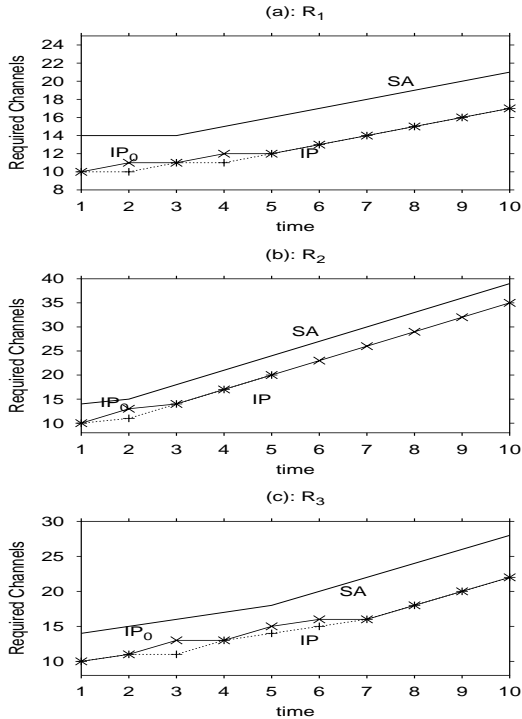 (a): R1
Required Channels
24
22
20
18
16
14
12
10
8
SA
IP0
IP
1 2 3 4 5 6 7 8 9 10
time
(b): R2
Required Channels
40
35
30
25
20
15
10
SA
IP0
IP
1 2 3 4 5 6 7 8 9 10
time
(c): R3
Required Channels
30
25
20
15
10
SA
IP0
IP
1 2 3 4 5 6 7 8 9 10
time